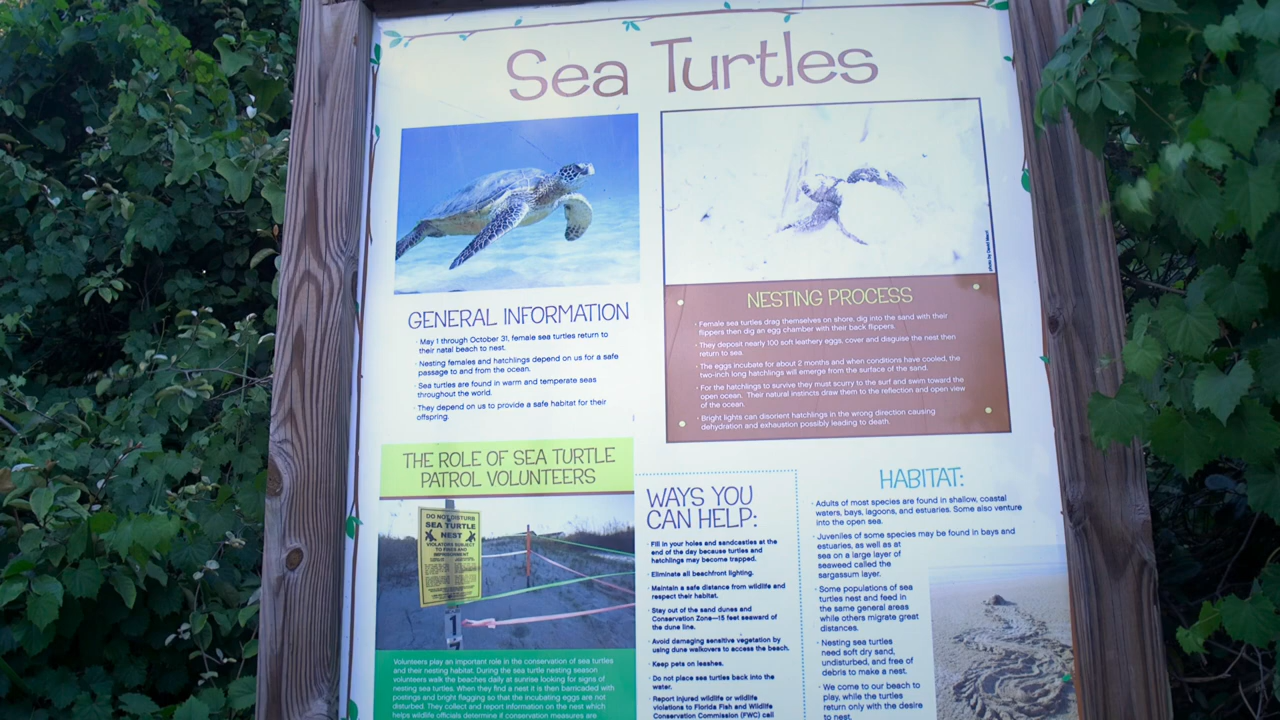 Sea Turtles
photo by David Macri
GENERAL INFORMATION
· May 1 through October 31, female sea turtles return to
their natal beach to nest.
· Nesting females and hatchlings depend on us for a safe
passage to and from the ocean.
· Sea turtles are found in warm and temperate seas
throughout the world.
· They depend on us to provide a safe habitat for their
offspring.
NESTING PROCESS
· Female sea turtles drag themselves on shore, dig into the sand with their
flippers then dig an egg chamber with their back flippers.
· They deposit nearly 100 soft leathery eggs, cover and disguise the nest then
return to sea.
· The eggs incubate for about 2 months and when conditions have cooled, the
two-inch long hatchlings will emerge from the surface of the sand.
· For the hatchlings to survive they must scurry to the surf and swim toward the
open ocean. Their natural instincts draw them to the reflection and open view
of the ocean.
· Bright lights can disorient hatchlings in the wrong direction causing
dehydration and exhaustion possibly leading to death.
THE ROLE OF SEA TURTLE
PATROL VOLUNTEERS
DO NOT DISTURB
SEA TURTLE
NEST
VIOLATORS SUBJECT
TO FINES AND
IMPRISONMENT
1
Volunteers play an important role in the conservation of sea turtles
and their nesting habitat. During the sea turtle nesting season
volunteers walk the beaches daily at sunrise looking for signs of
nesting sea turtles. When they find a nest it is then barricaded with
postings and bright flagging so that the incubating eggs are not
disturbed. They collect and report information on the nest which
helps wildlife officials determine if conservation measures are
WAYS YOU
CAN HELP:
· Fill in your holes and sandcastles at the
end of the day because turtles and
hatchlings may become trapped.
· Eliminate all beachfront lighting.
· Maintain a safe distance from wildlife and
respect their habitat.
· Stay out of the sand dunes and
Conservation Zone—15 feet seaward of
the dune line.
· Avoid damaging sensitive vegetation by
using dune walkovers to access the beach.
· Keep pets on leashes.
· Do not place sea turtles back into the
water.
· Report injured wildlife or wildlife
violations to Florida Fish and Wildlife
Conservation Commission (FWC) call
HABITAT:
· Adults of most species are found in shallow, coastal
waters, bays, lagoons, and estuaries. Some also venture
into the open sea.
· Juveniles of some species may be found in bays and
estuaries, as well as at
sea on a large layer of
seaweed called the
sargassum layer.
· Some populations of sea
turtles nest and feed in
the same general areas
while others migrate great
distances.
· Nesting sea turtles
need soft dry sand,
undisturbed, and free of
debris to make a nest.
· We come to our beach to
play, while the turtles
return only with the desire
to nest.